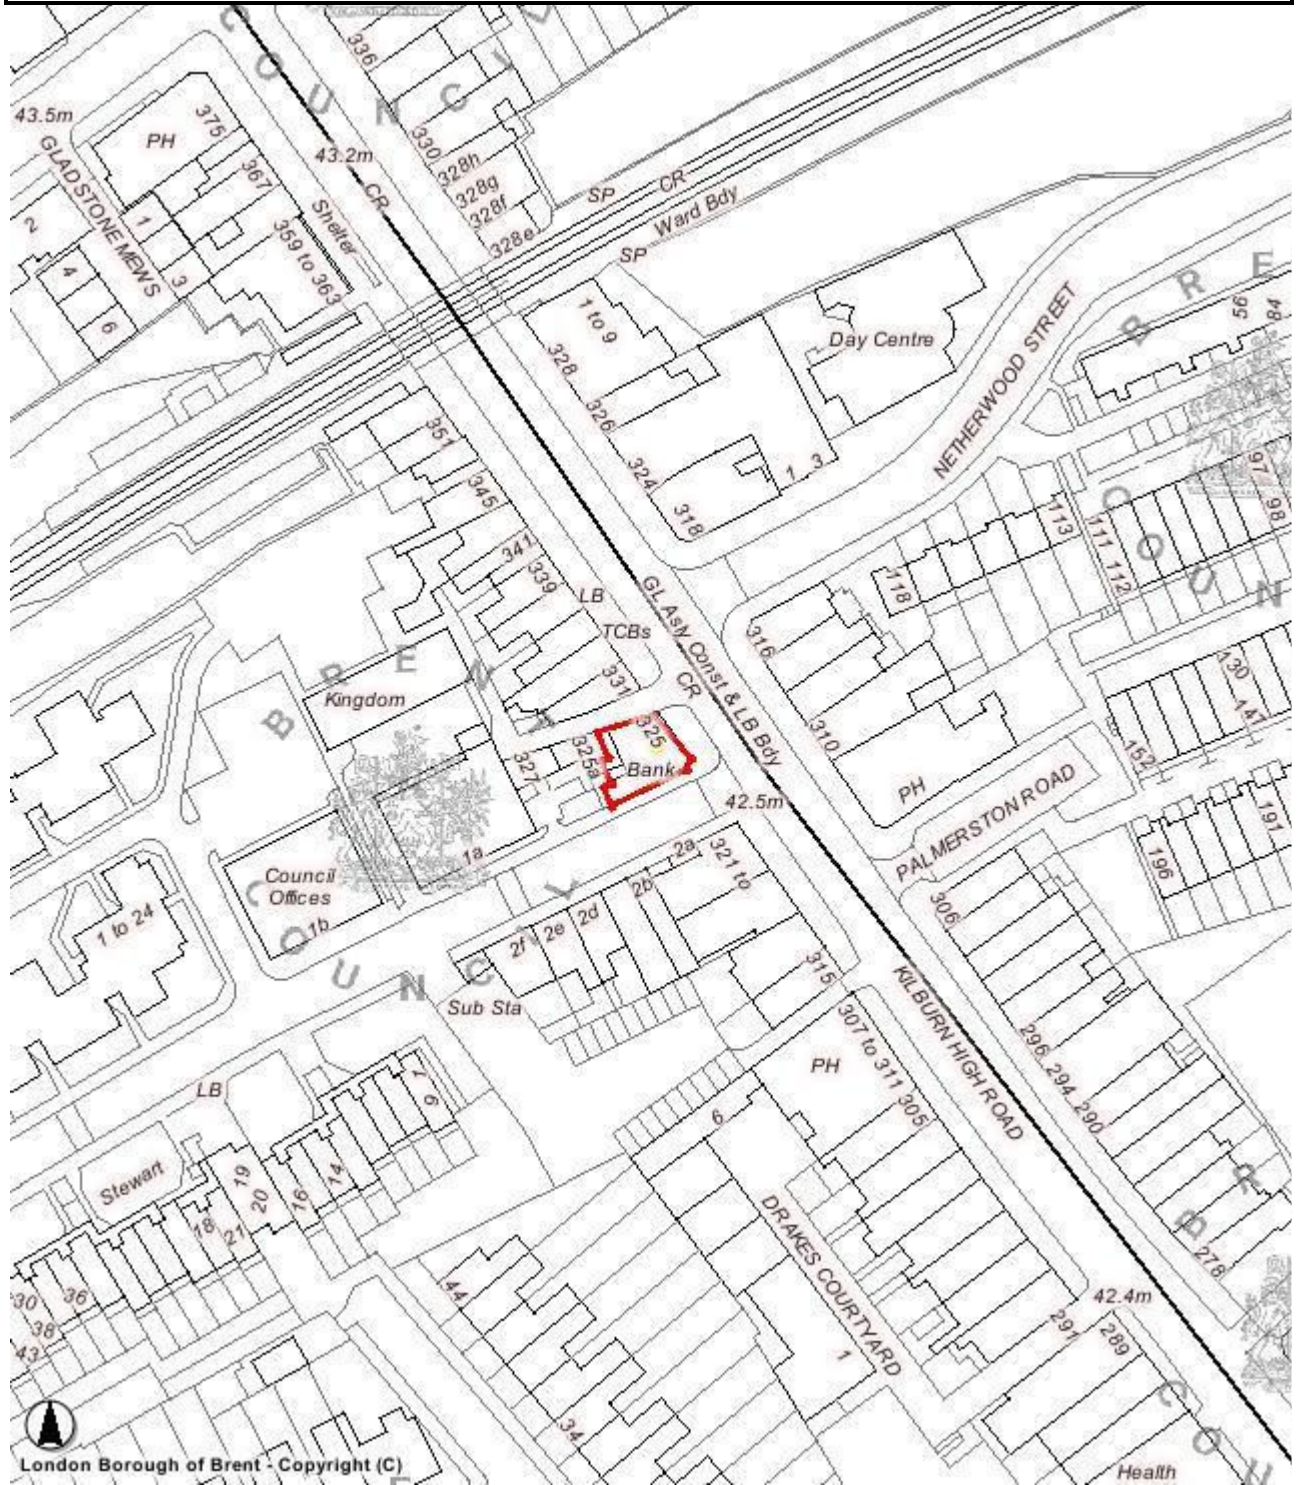 336
43.5m
375
PH
43.2m
CR
330
328h
328g
328f
328e
GLADSTONE MEWS
367
Shelter
359 to 363
2
1
3
4
6
SP
CR
Ward Bdy
SP
1 to 9
328
326
324
318
1
3
Day Centre
NETHERWOOD STREET
56
84
97
98
351
345
341
339
LB
TCBs
331
GL Asly Const & LB Bdy
CR
113
111
112
118
316
310
130
147
152
BRENT COUNCIL
Kingdom
325
325a
Bank
327
42.5m
PH
PALMERSTON ROAD
191
196
1a
2a
321 to
2b
2d
2e
2f
315
Council
Offices
1b
1 to 24
306
Sub Sta
KILBURN HIGH ROAD
307 to 311
305
PH
296
294
290
LB
7
9
6
Stewart
19
20
16
14
18
21
DRAKES COURTYARD
278
42.4m
30
36
38
43
44
34
1
291
289
Health
London Borough of Brent - Copyright (C)